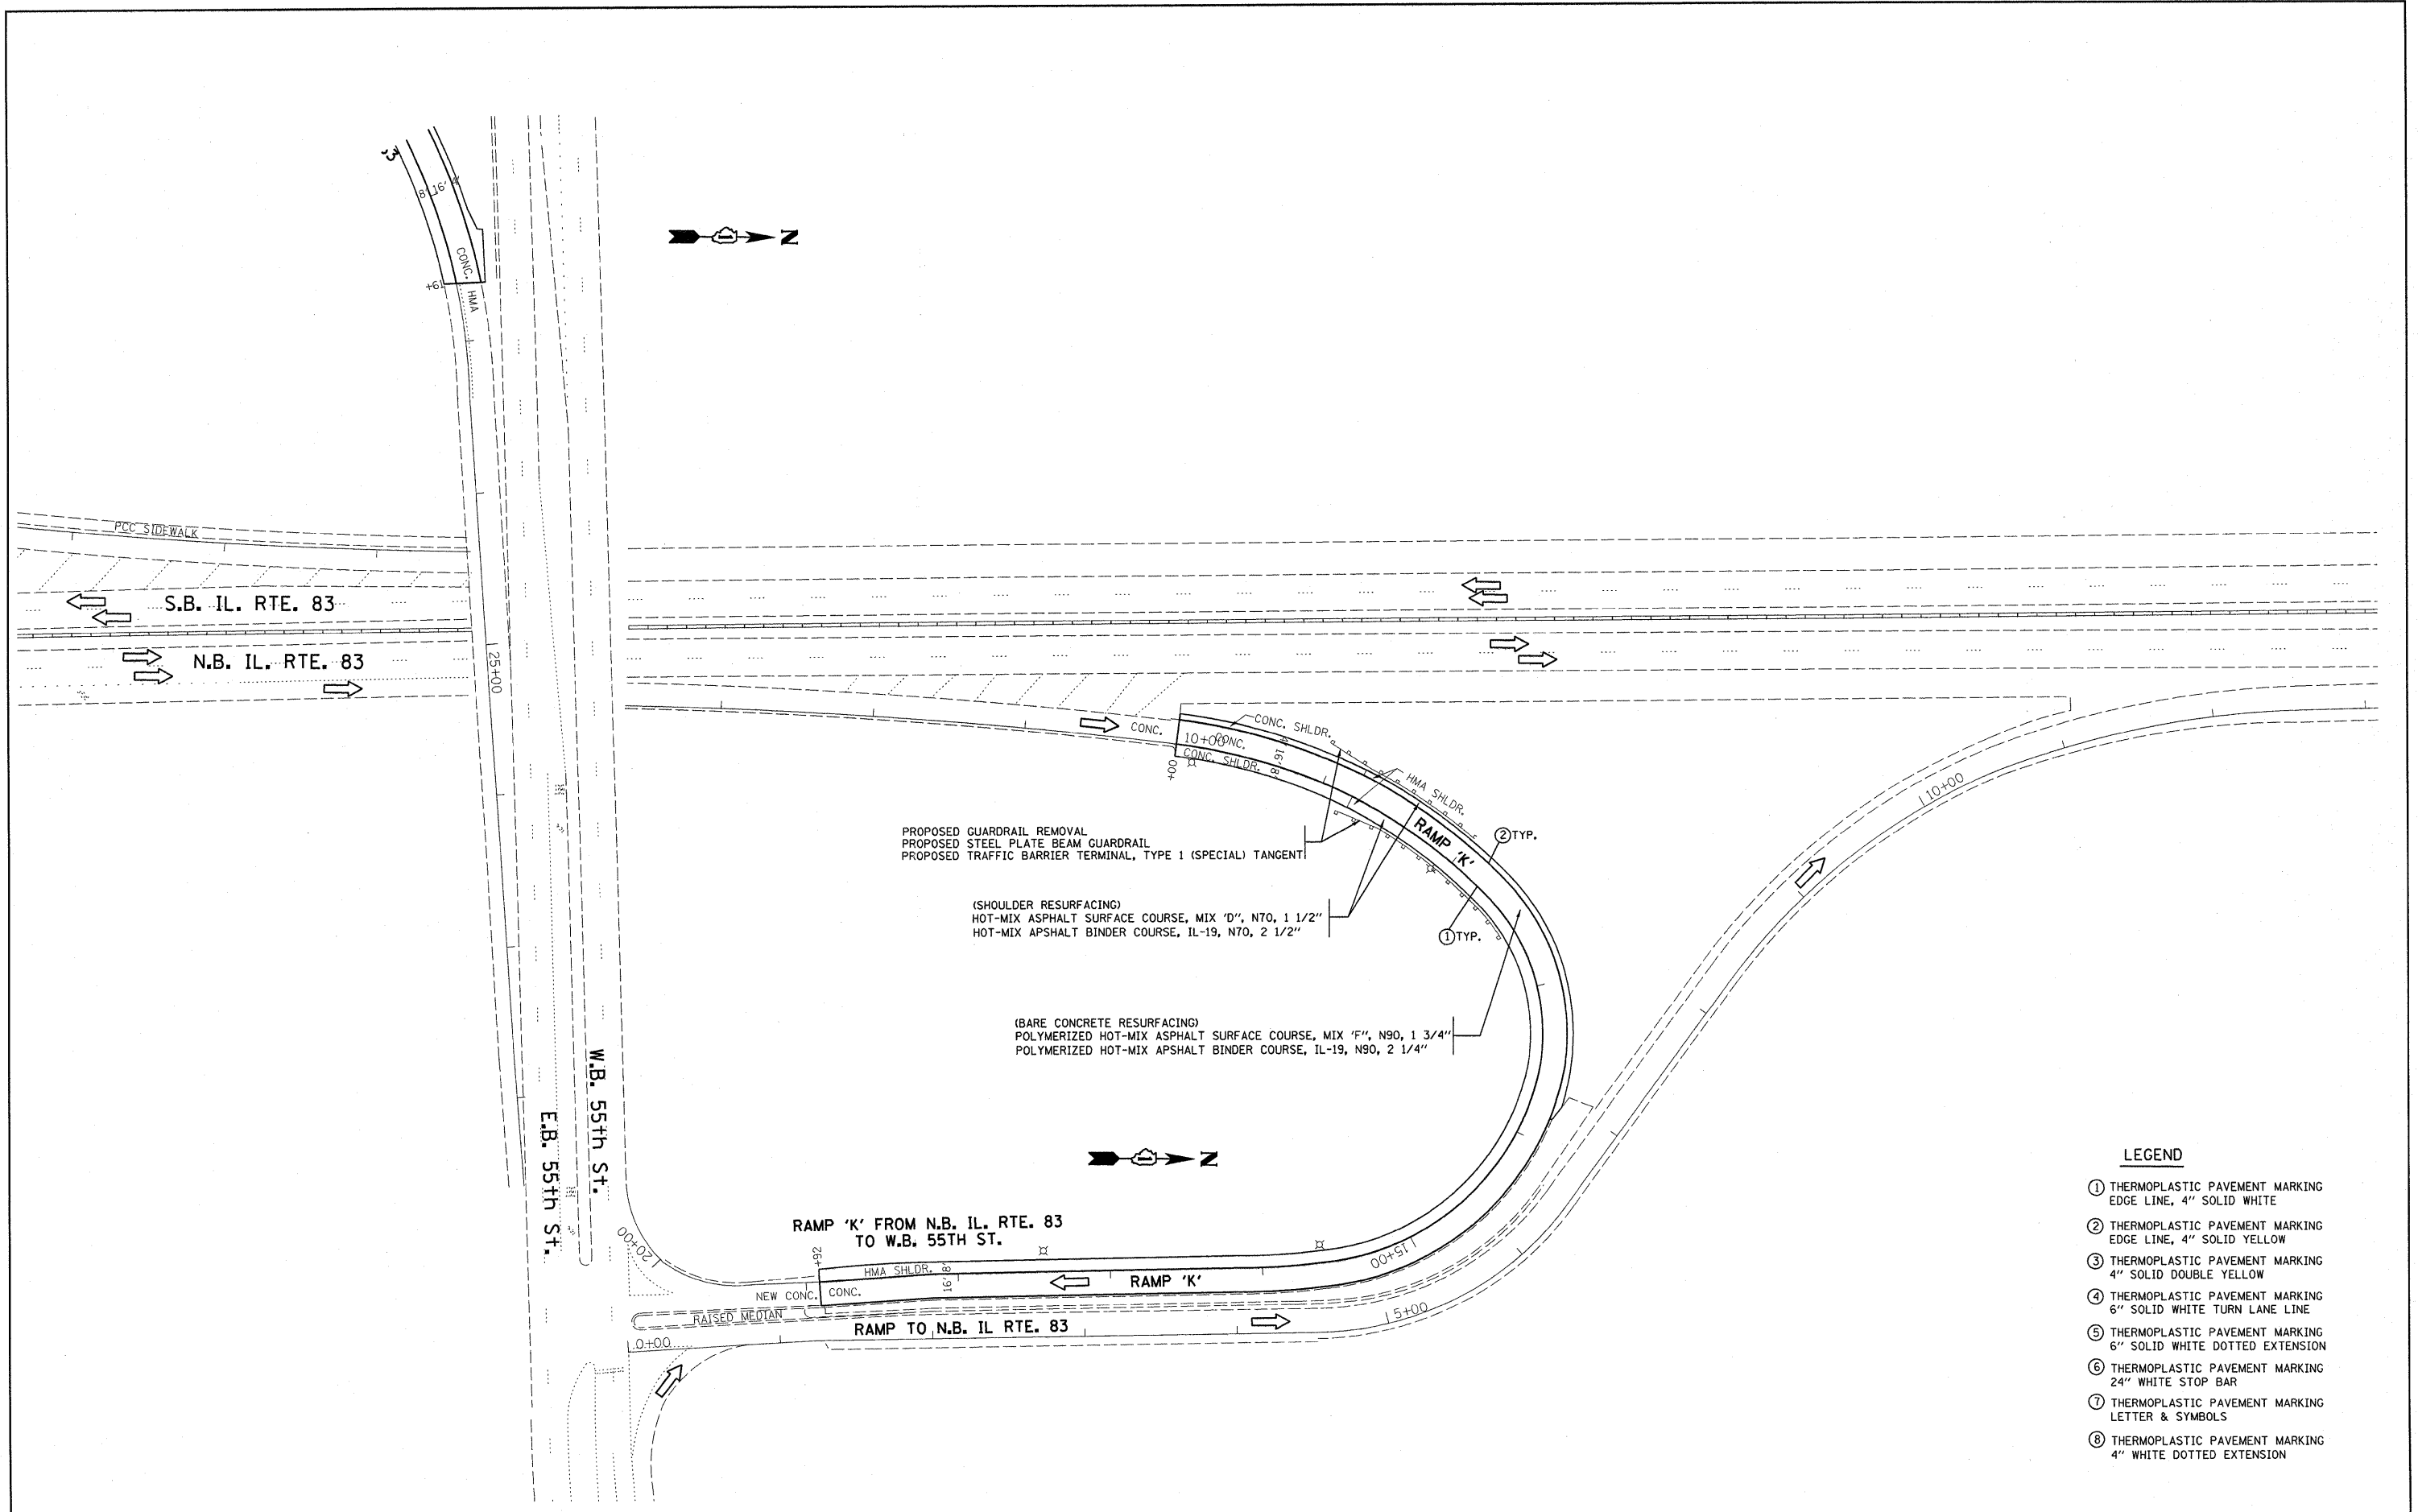 8'
16'
CONC.
+61
HMA
N
PCC SIDEWALK
S.B. IL. RTE. 83
N.B. IL. RTE. 83
25+00
CONC.
CONC. SHLDR.
10+00
CONC.
CONC. SHLDR.
16'
8'
+00
HMA SHLDR.
RAMP 'K'
2 TYP.
10+00
PROPOSED GUARDRAIL REMOVAL
PROPOSED STEEL PLATE BEAM GUARDRAIL
PROPOSED TRAFFIC BARRIER TERMINAL, TYPE 1 (SPECIAL) TANGENT
(SHOULDER RESURFACING)
HOT-MIX ASPHALT SURFACE COURSE, MIX 'D", N70, 1 1/2"
HOT-MIX APSHALT BINDER COURSE, IL-19, N70, 2 1/2"
1 TYP.
(BARE CONCRETE RESURFACING)
POLYMERIZED HOT-MIX ASPHALT SURFACE COURSE, MIX 'F", N90, 1 3/4"
POLYMERIZED HOT-MIX APSHALT BINDER COURSE, IL-19, N90, 2 1/4"
W.B. 55th St.
E.B. 55th St.
N
RAMP 'K' FROM N.B. IL. RTE. 83
TO W.B. 55TH ST.
20+00
+92
HMA SHLDR.
8'
16'
15+00
RAMP 'K'
NEW CONC.
CONC.
RAISED MEDIAN
RAMP TO N.B. IL RTE. 83
5+00
0+00
LEGEND
1 THERMOPLASTIC PAVEMENT MARKING
EDGE LINE, 4" SOLID WHITE
2 THERMOPLASTIC PAVEMENT MARKING
EDGE LINE, 4" SOLID YELLOW
3 THERMOPLASTIC PAVEMENT MARKING
4" SOLID DOUBLE YELLOW
4 THERMOPLASTIC PAVEMENT MARKING
6" SOLID WHITE TURN LANE LINE
5 THERMOPLASTIC PAVEMENT MARKING
6" SOLID WHITE DOTTED EXTENSION
6 THERMOPLASTIC PAVEMENT MARKING
24" WHITE STOP BAR
7 THERMOPLASTIC PAVEMENT MARKING
LETTER & SYMBOLS
8 THERMOPLASTIC PAVEMENT MARKING
4" WHITE DOTTED EXTENSION